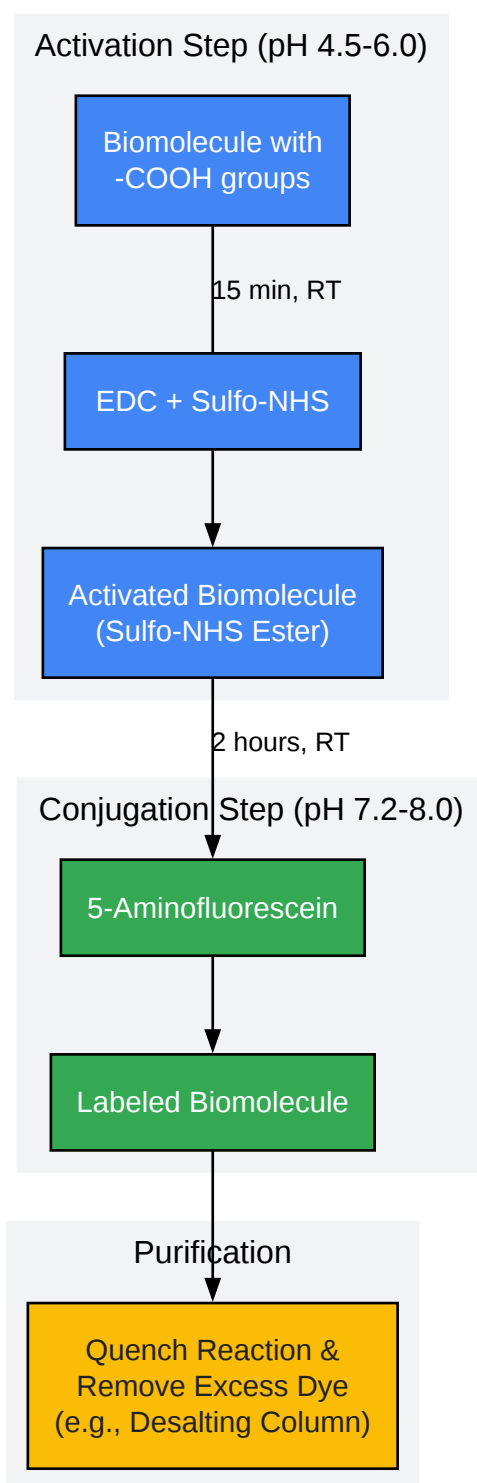 Activation Step (pH 4.5-6.0)
Biomolecule with
-COOH groups
15 min, RT
EDC + Sulfo-NHS
Activated Biomolecule
(Sulfo-NHS Ester)
2 hours, RT
Conjugation Step (pH 7.2-8.0)
5-Aminofluorescein
Labeled Biomolecule
Purification
Quench Reaction &
Remove Excess Dye
(e.g., Desalting Column)